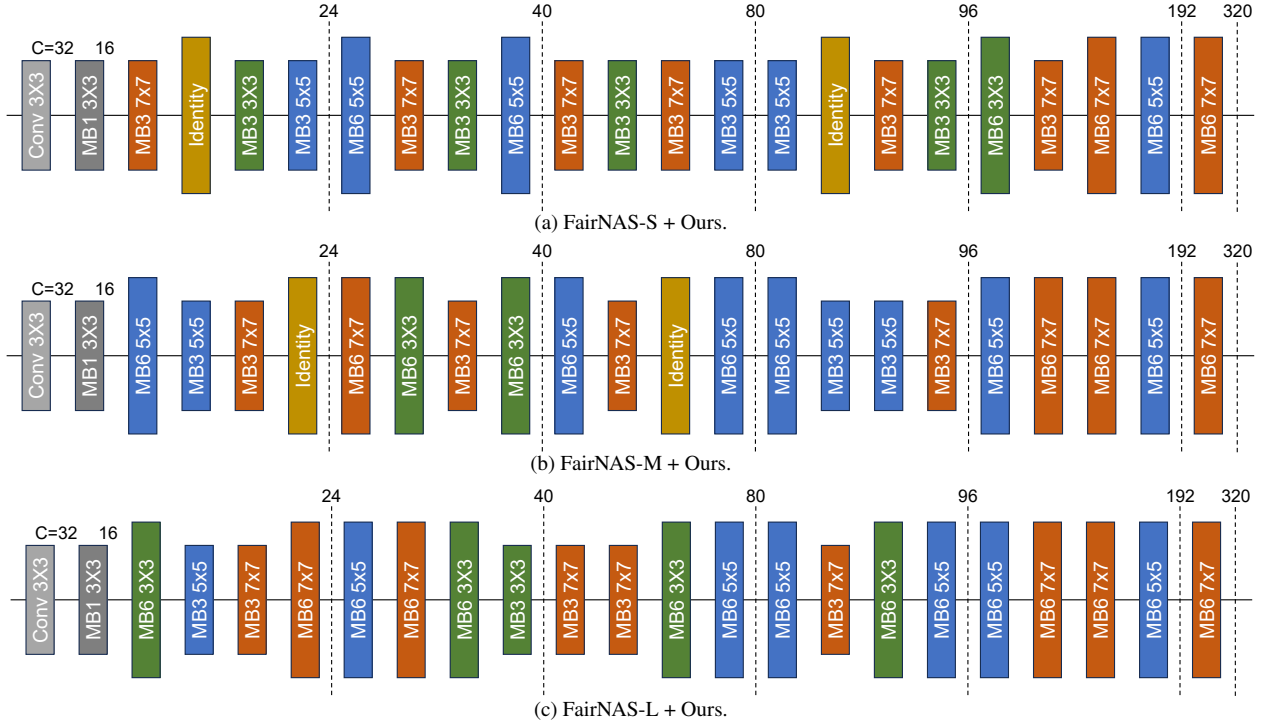 24 40 80 96 192 320
C=32 16
Conv 3X3 MB1 3X3 MB3 7x7 Identity MB3 3X3 MB3 5x5 MB6 5x5 MB3 7x7 MB3 3X3 MB6 5x5 MB3 7x7 MB3 3X3 MB3 7x7 MB3 5x5 MB3 5x5 Identity MB3 7x7 MB3 3X3 MB6 3X3 MB3 7x7 MB6 7x7 MB6 5x5 MB6 7x7
(a) FairNAS-S + Ours.
24 40 80 96 192 320
C=32 16
Conv 3X3 MB1 3X3 MB6 5x5 MB3 5x5 MB3 7x7 Identity MB6 7x7 MB6 3X3 MB3 7x7 MB6 3X3 MB6 5x5 MB3 7x7 Identity MB6 5x5 MB6 5x5 MB3 5x5 MB3 5x5 MB3 7x7 MB6 5x5 MB6 7x7 MB6 7x7 MB6 5x5 MB6 7x7
(b) FairNAS-M + Ours.
24 40 80 96 192 320
C=32 16
Conv 3X3 MB1 3X3 MB6 3X3 MB3 5x5 MB3 7x7 MB6 7x7 MB6 5x5 MB6 7x7 MB6 3X3 MB3 3X3 MB3 7x7 MB3 7x7 MB6 3X3 MB6 5x5 MB6 5x5 MB3 7x7 MB6 3X3 MB6 5x5 MB6 5x5 MB6 7x7 MB6 7x7 MB6 5x5 MB6 7x7
(c) FairNAS-L + Ours.